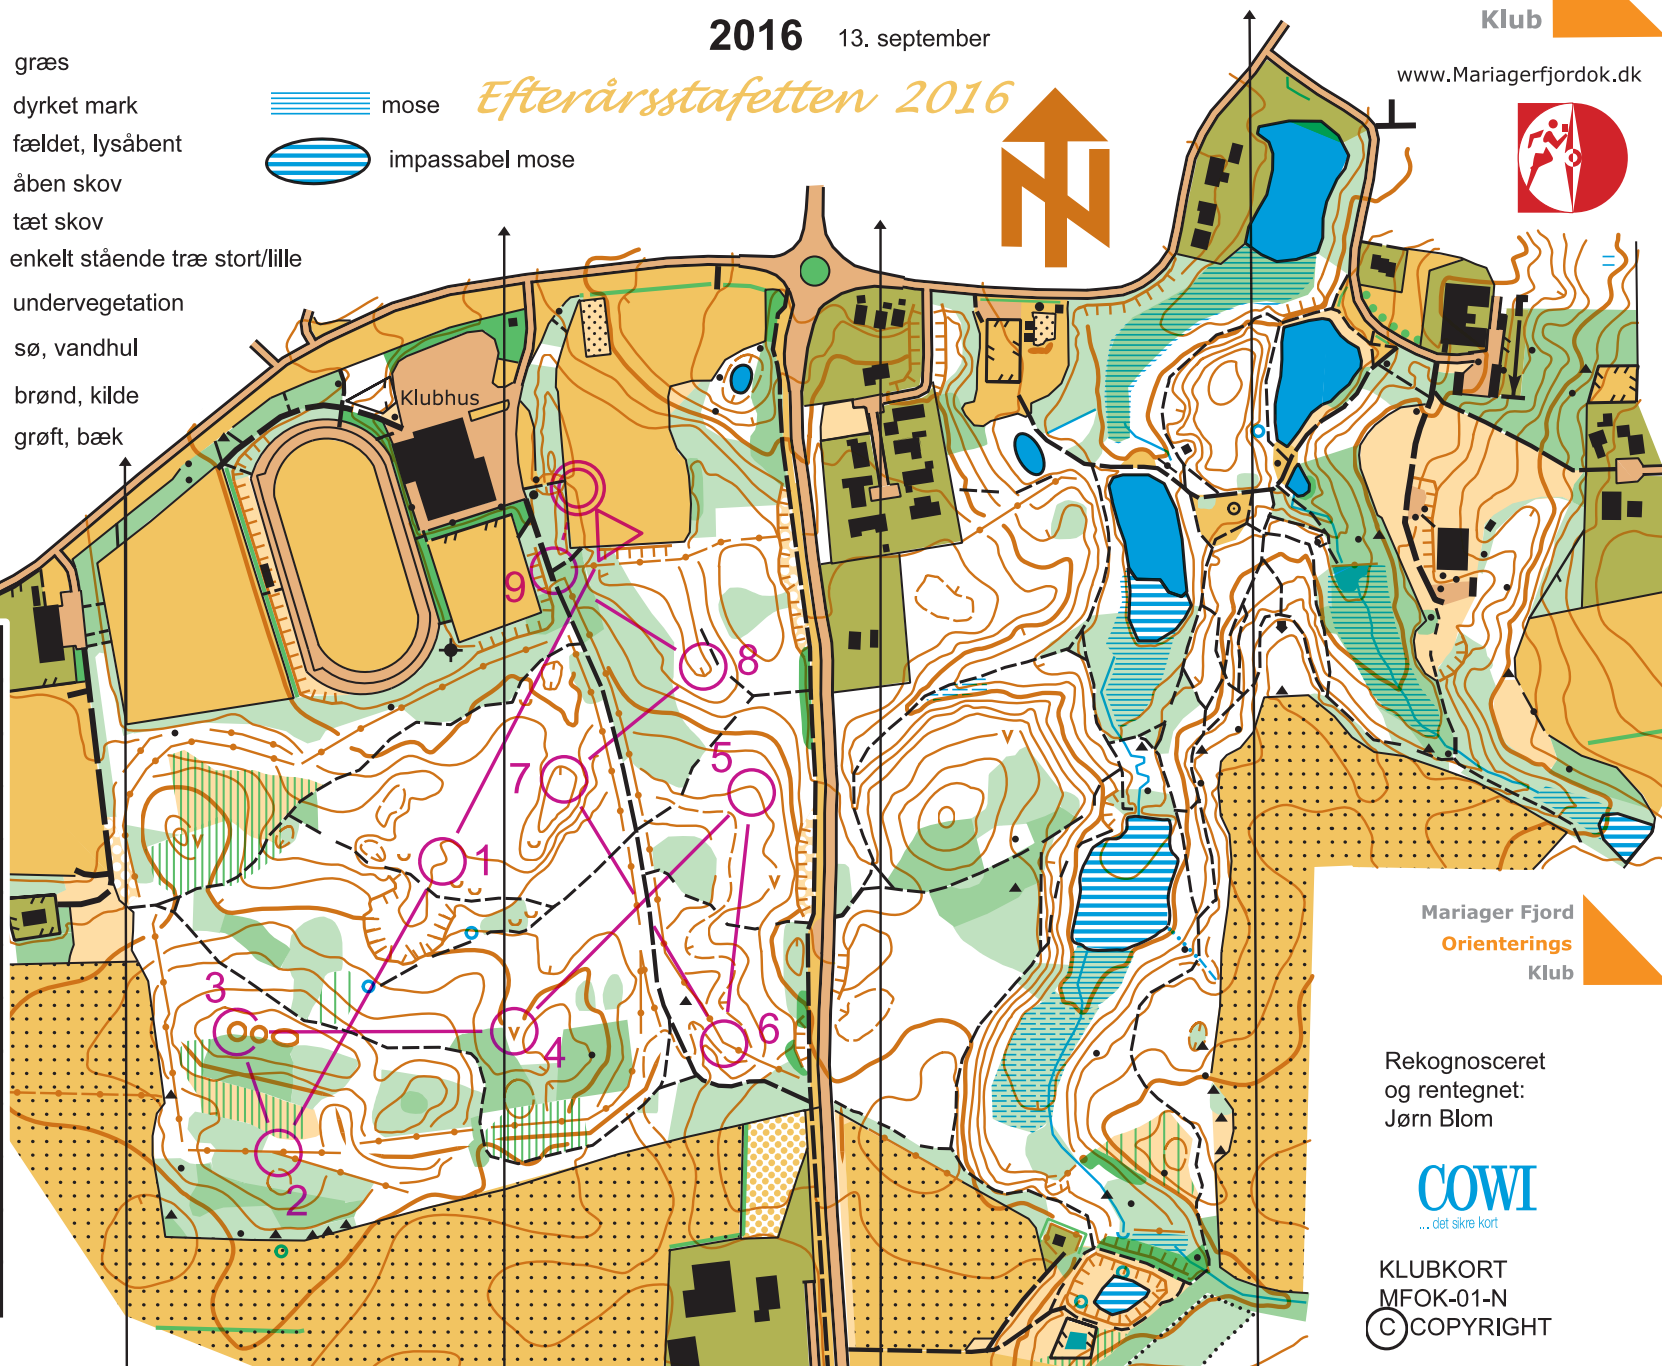 2016 13. september
Efterårsstafetten 2016
Klub
www.Mariagerfjordok.dk
græs
dyrket mark
fældet, lysåbent
åben skov
tæt skov
enkelt stående træ stort/lille
undervegetation
sø, vandhul
brønd, kilde
grøft, bæk
mose
impassabel mose
N
Klubhus
9
8
7
5
1
3
4
6
2
Mariager Fjord
Orienterings
Klub
Rekognosceret
og rentegnet:
Jørn Blom
COWI
... det sikre kort
KLUBKORT
MFOK-01-N
© COPYRIGHT